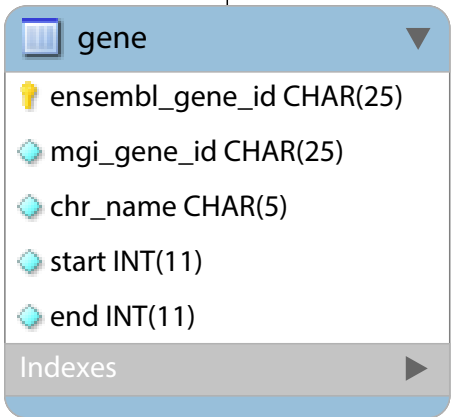 gene
ensembl_gene_id CHAR(25)
mgi_gene_id CHAR(25)
chr_name CHAR(5)
start INT(11)
end INT(11)
Indexes